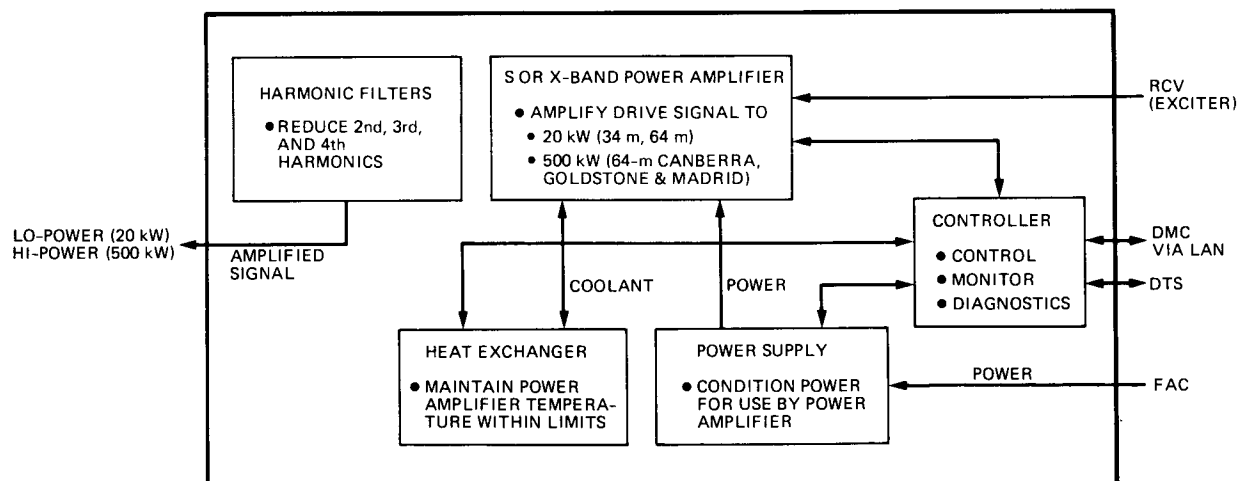 HARMONIC FILTERS
● REDUCE 2nd, 3rd,
AND 4th
HARMONICS
S OR X-BAND POWER AMPLIFIER
● AMPLIFY DRIVE SIGNAL TO
● 20 kW (34 m, 64 m)
● 500 kW (64-m CANBERRA,
GOLDSTONE & MADRID)
RCV
(EXCITER)
LO-POWER (20 kW)
HI-POWER (500 kW)
AMPLIFIED
SIGNAL
CONTROLLER
● CONTROL
● MONITOR
● DIAGNOSTICS
DMC
VIA LAN
DTS
COOLANT
POWER
HEAT EXCHANGER
● MAINTAIN POWER
AMPLIFIER TEMPERA-
TURE WITHIN LIMITS
POWER SUPPLY
● CONDITION POWER
FOR USE BY POWER
AMPLIFIER
POWER
FAC